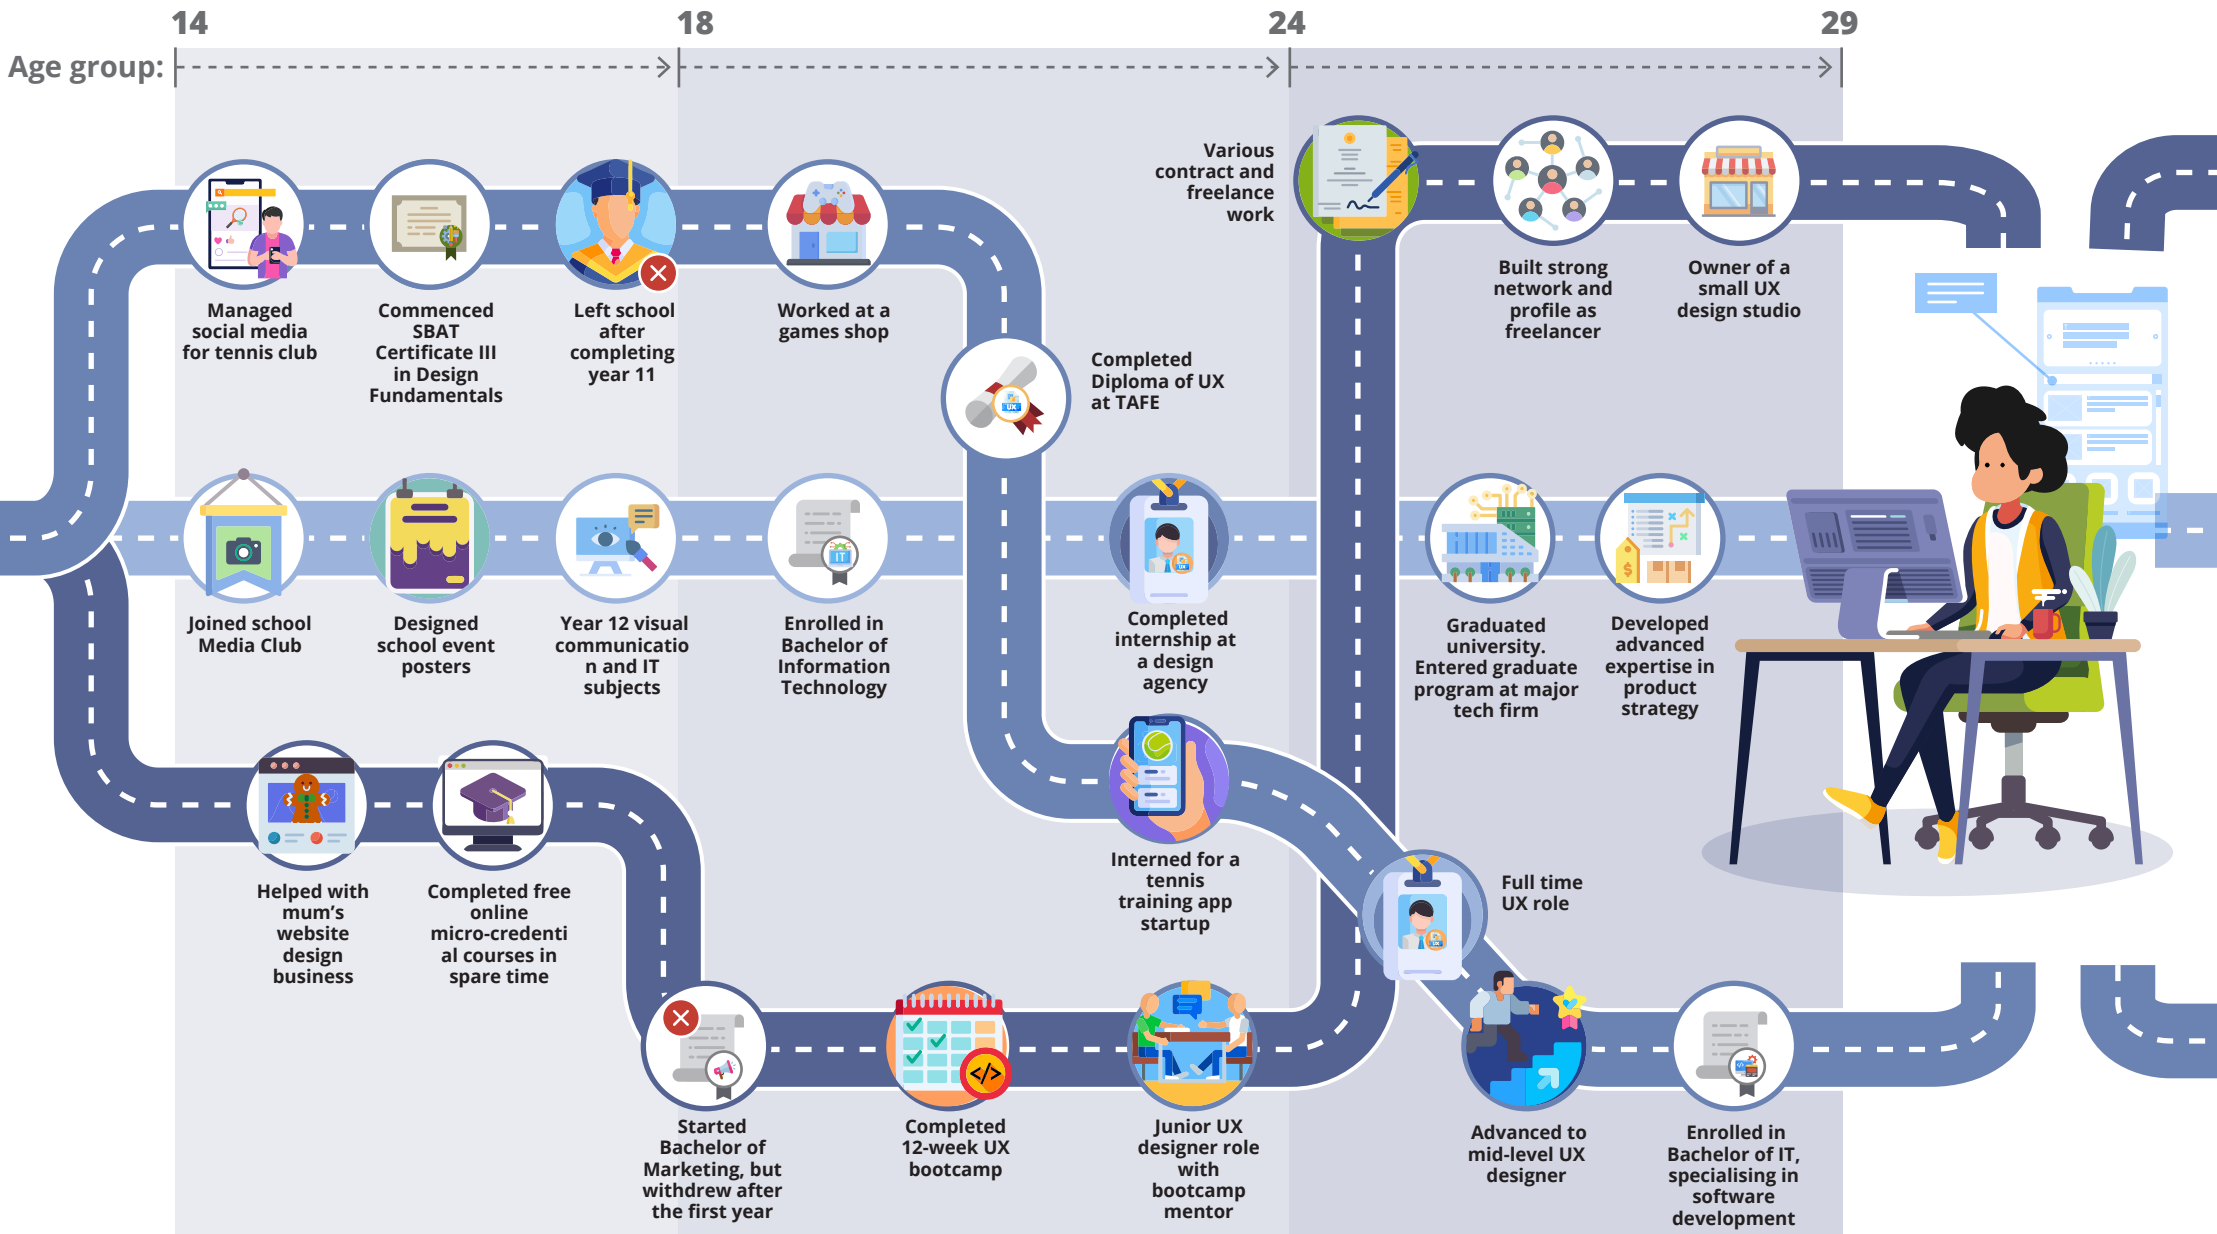 14
18
24
29
Age group:
Managed
social media
for tennis club
Commenced
SBAT
Certificate III
in Design
Fundamentals
Left school
after
completing
year 11
Worked at a
games shop
Completed
Diploma of UX
at TAFE
UX
Various
contract and
freelance
work
Built strong
network and
profile as
freelancer
Owner of a
small UX
design studio
Joined school
Media Club
Designed
school event
posters
Year 12 visual
communicatio
n and IT
subjects
IT
Enrolled in
Bachelor of
Information
Technology
UX
Completed
internship at
a design
agency
Graduated
university.
Entered graduate
program at major
tech firm
$
Developed
advanced
expertise in
product
strategy
Helped with
mum’s
website
design
business
Completed free
online
micro-credenti
al courses in
spare time
Interned for a
tennis
training app
startup
UX
Full time
UX role
Started
Bachelor of
Marketing, but
withdrew after
the first year
</>
Completed
12-week UX
bootcamp
Junior UX
designer role
with
bootcamp
mentor
Advanced to
mid-level UX
designer
Enrolled in
Bachelor of IT,
specialising in
software
development